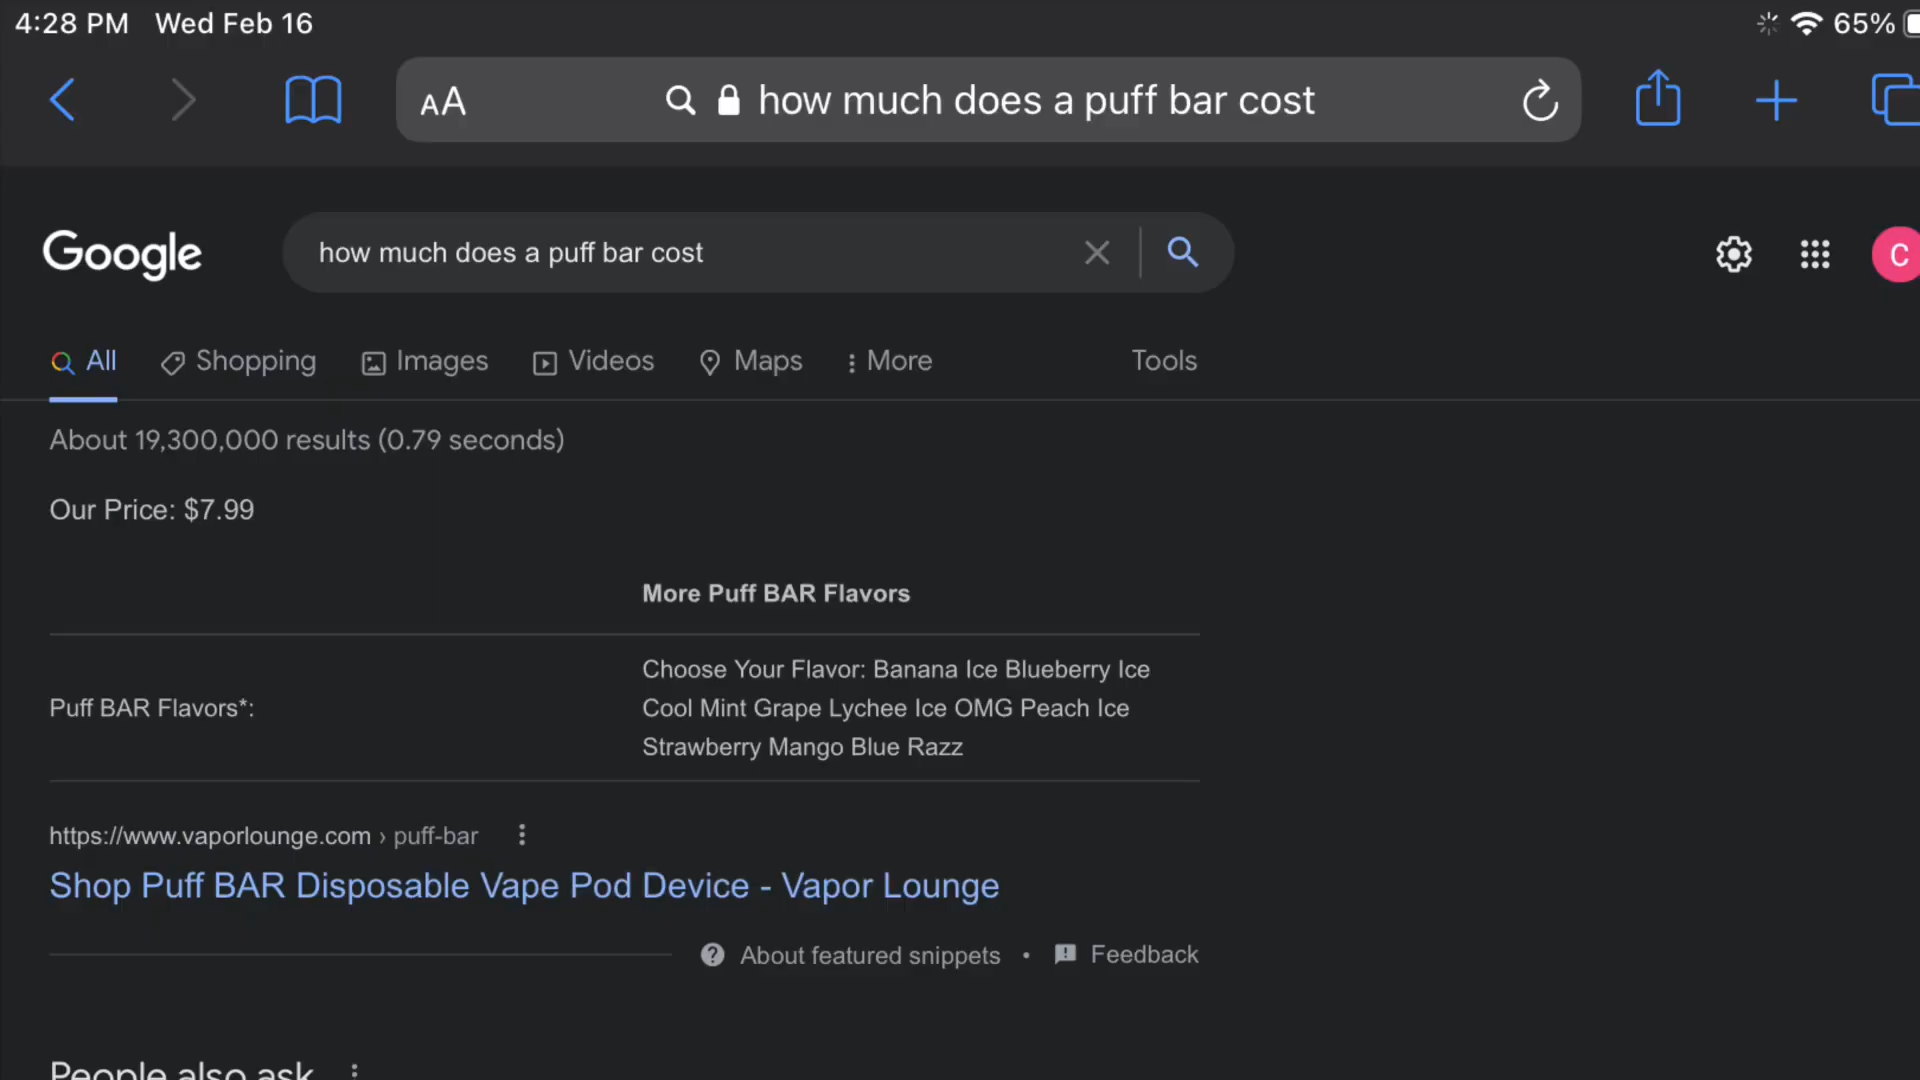 4:28 PM Wed Feb 16 65%
AA how much does a puff bar cost
Google how much does a puff bar cost C
All Shopping Images Videos Maps More Tools
About 19,300,000 results (0.79 seconds)
Our Price: $7.99
More Puff BAR Flavors
Choose Your Flavor: Banana Ice Blueberry Ice
Puff BAR Flavors*: Cool Mint Grape Lychee Ice OMG Peach Ice
Strawberry Mango Blue Razz
https://www.vaporlounge.com › puff-bar
Shop Puff BAR Disposable Vape Pod Device - Vapor Lounge
About featured snippets • Feedback
People also ask